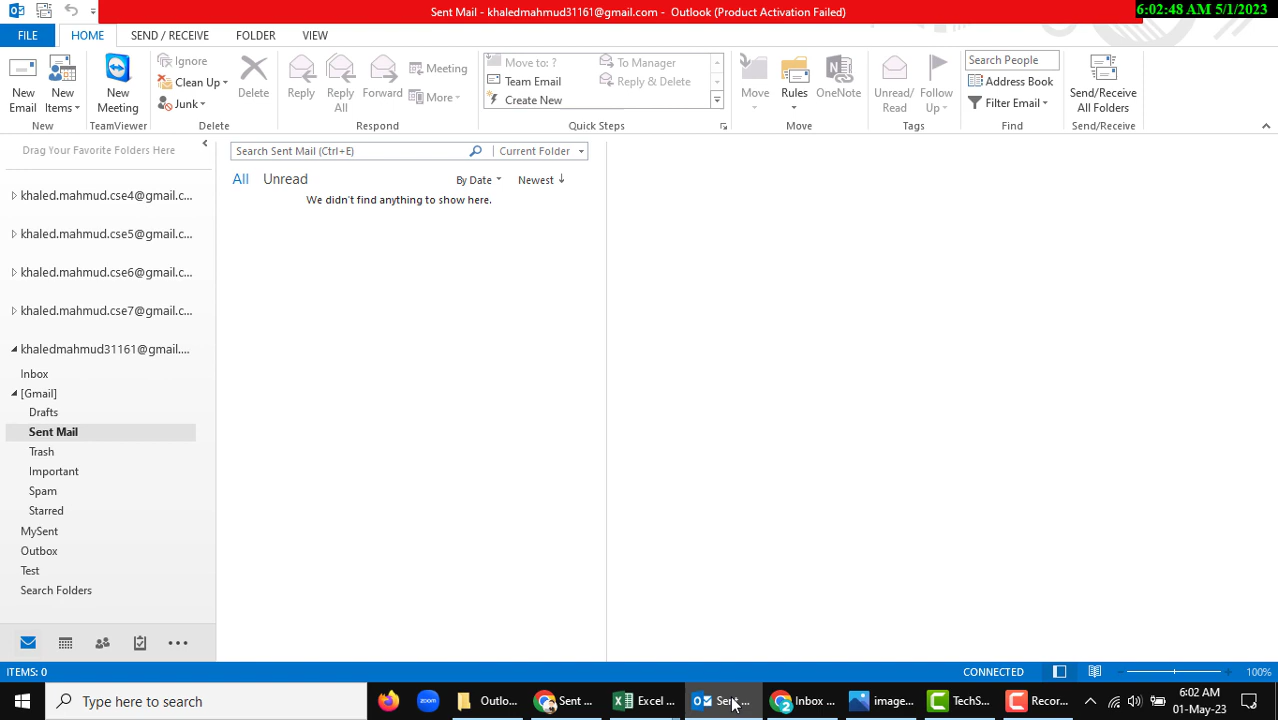 Sent Mail - khaledmahmud31161@gmail.com - Outlook (Product Activation Failed)
6:02:48 AM 5/1/2023
FILE HOME SEND / RECEIVE FOLDER VIEW
New Email
New Items
New
New Meeting
TeamViewer
Ignore
Clean Up
Junk
Delete
Delete
Reply
Reply All
Forward
Meeting
More
Respond
Move to: ?
Team Email
Create New
To Manager
Reply & Delete
Quick Steps
Move
Rules
OneNote
Move
Unread/ Read
Follow Up
Tags
Search People
Address Book
Filter Email
Find
Send/Receive All Folders
Send/Receive
Drag Your Favorite Folders Here
khaled.mahmud.cse4@gmail.c...
khaled.mahmud.cse5@gmail.c...
khaled.mahmud.cse6@gmail.c...
khaled.mahmud.cse7@gmail.c...
khaledmahmud31161@gmail....
Inbox
[Gmail]
Drafts
Sent Mail
Trash
Important
Spam
Starred
MySent
Outbox
Test
Search Folders
Search Sent Mail (Ctrl+E)
Current Folder
All Unread
By Date Newest
We didn't find anything to show here.
ITEMS: 0
CONNECTED
100%
Type here to search
Outlo...
Sent ...
Excel ...
Sent ...
Inbox ...
image...
TechS...
Recor...
6:02 AM
01-May-23
zoom